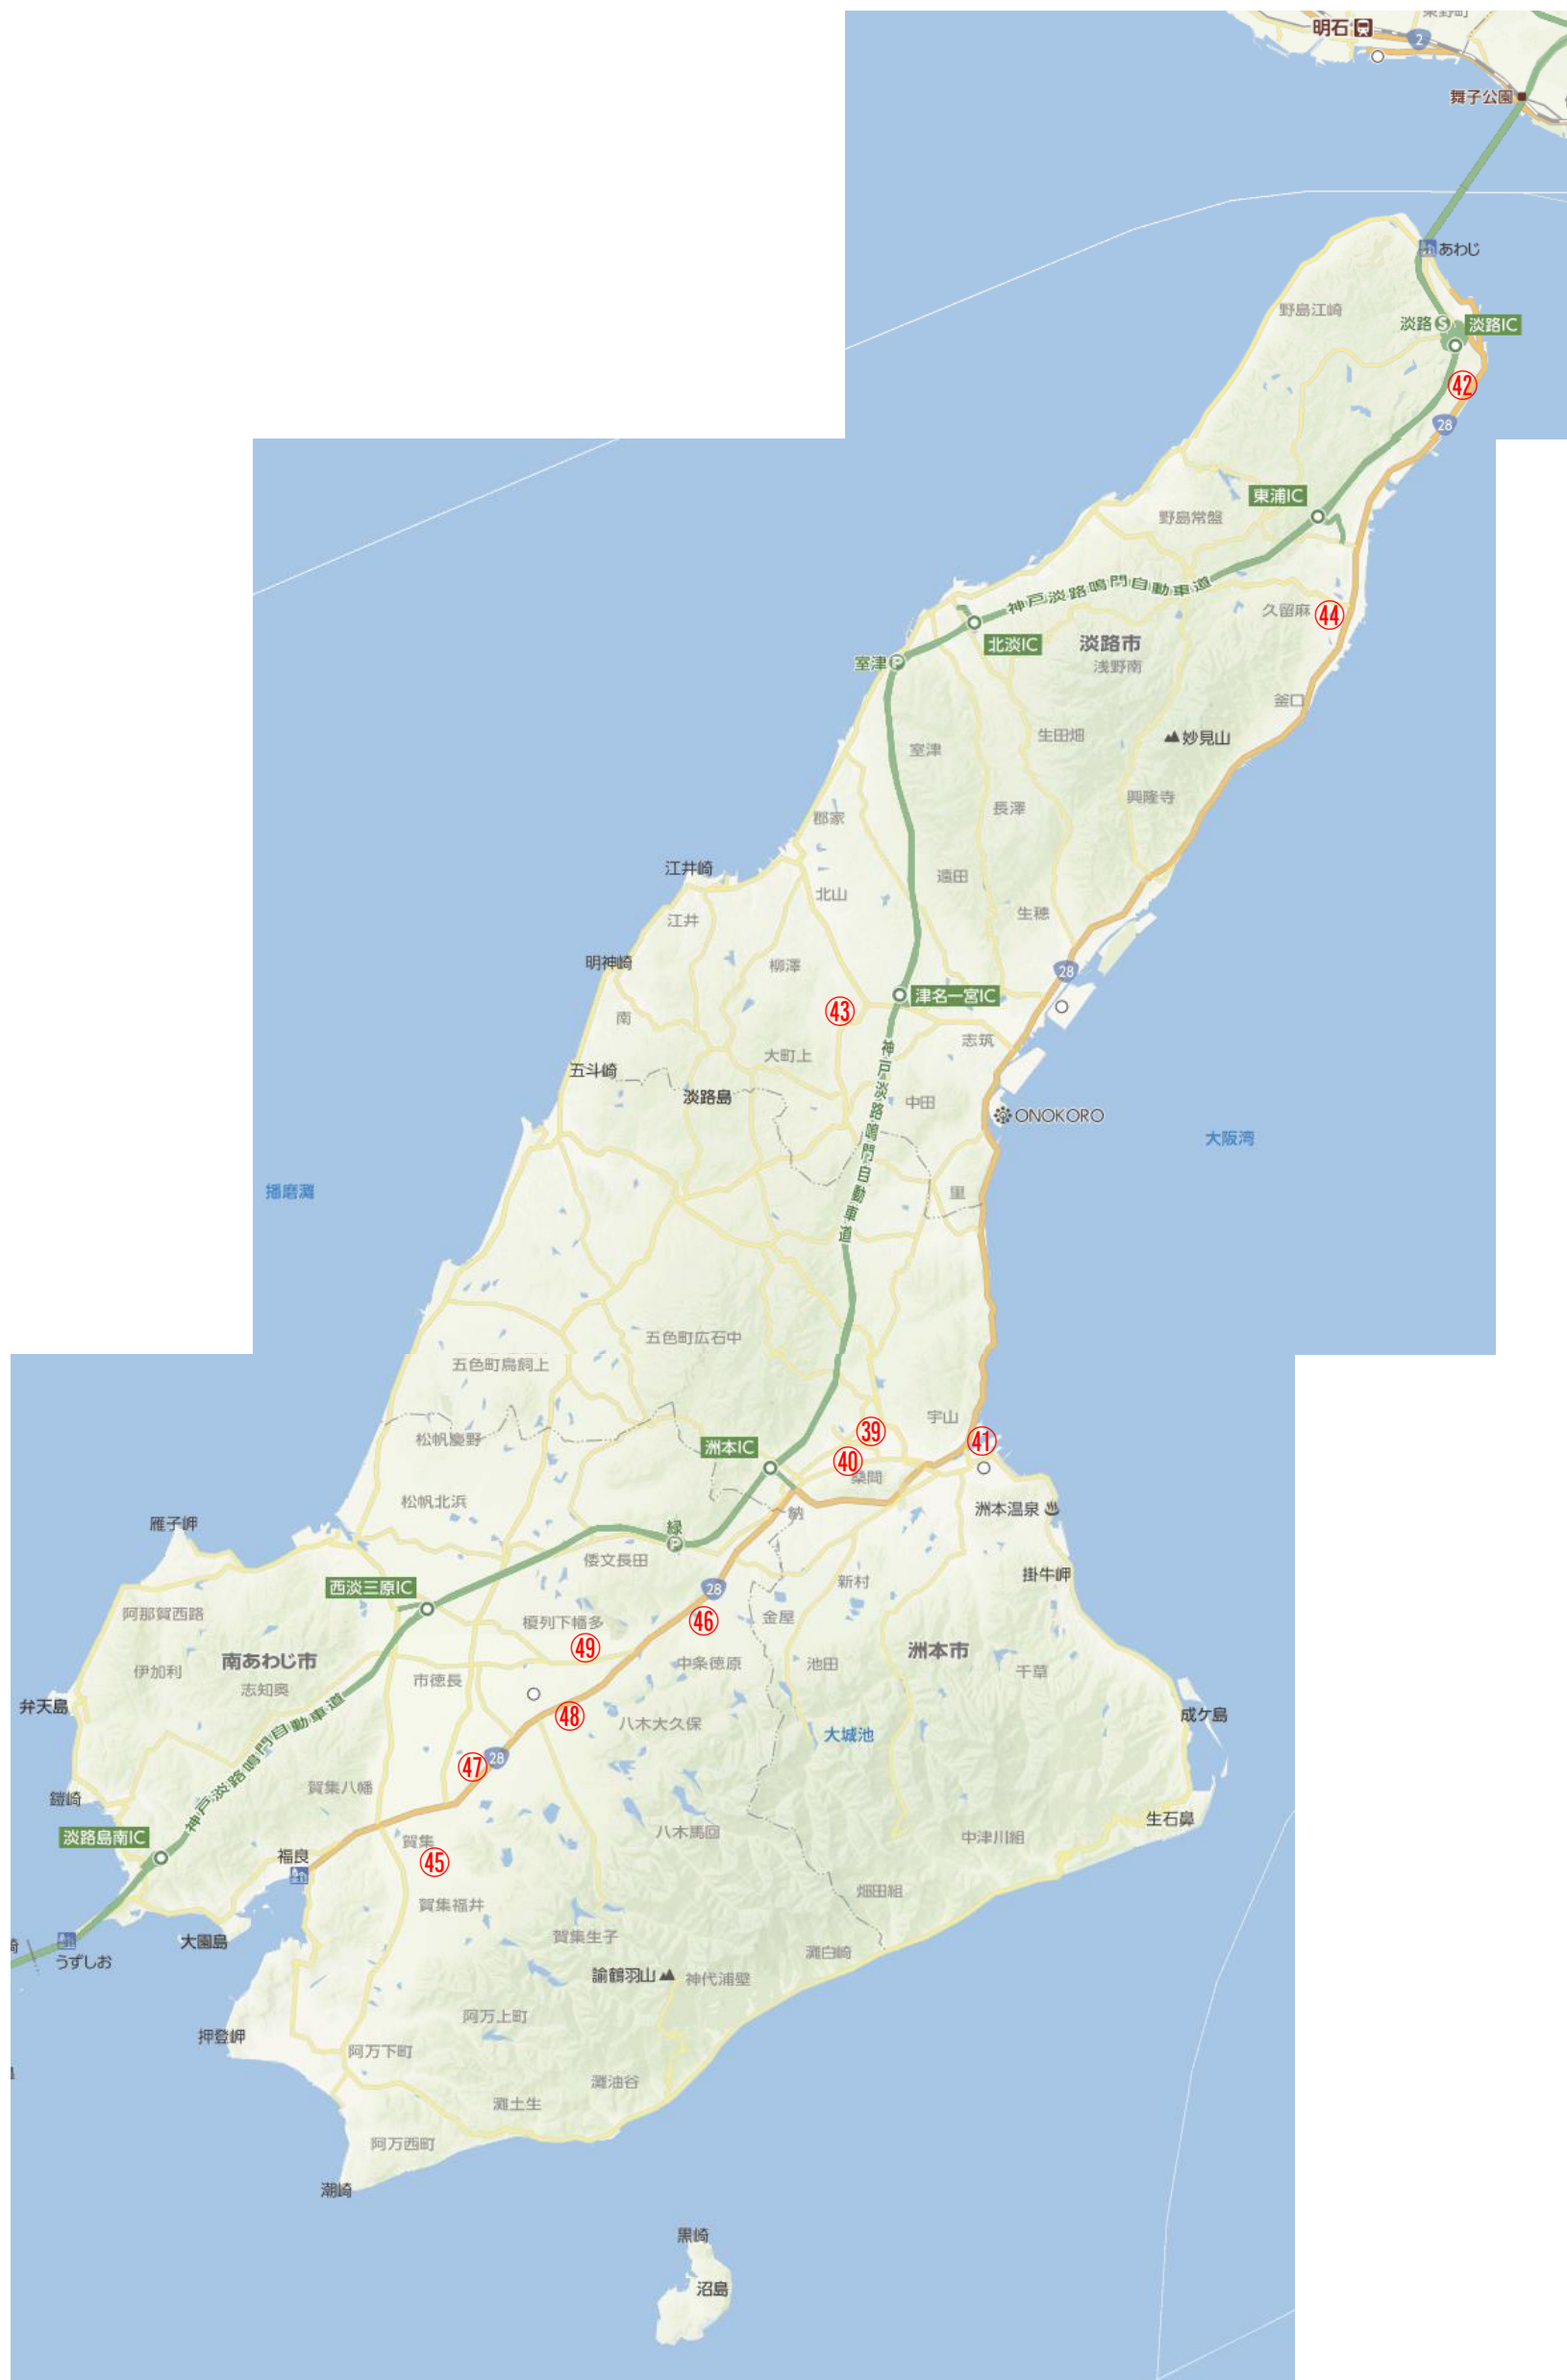 東野町
明石
2
舞子公園
あわじ
野島江崎
淡路 S
淡路IC
㊷
28
東浦IC
野島常盤
神戸淡路鳴門自動車道
久留麻
㊹
北淡IC
淡路市
室津 P
浅野南
釜口
生田畑
妙見山
室津
興隆寺
長澤
郡家
江井崎
遠田
北山
生穂
江井
明神崎
柳澤
28
津名一宮IC
㊸
南
志筑
大町上
神戸淡路鳴門自動車道
五斗崎
淡路島
中田
ONOKORO
大阪湾
播磨灘
里
五色町広石中
五色町鳥飼上
宇山
松帆慶野
㊴
㊶
洲本IC
㊵
桑間
松帆北浜
洲本温泉
納
雁子岬
緑
P
倭文長田
掛牛岬
新村
西淡三原IC
28
阿那賀西路
金屋
榎列下幡多
㊻
㊾
洲本市
南あわじ市
中条徳原
池田
伊加利
千草
市徳長
志知奥
弁天島
成ケ島
㊽
八木大久保
大城池
神戸淡路鳴門自動車道
28
㊼
賀集八幡
鎧崎
生石鼻
八木馬回
淡路島南IC
中津川組
賀集
福良
㊺
畑田組
賀集福井
賀集生子
大園島
崎
灘白崎
うずしお
諭鶴羽山
神代浦壁
阿万上町
押登岬
阿万下町
灘油谷
灘土生
阿万西町
潮崎
黒崎
沼島